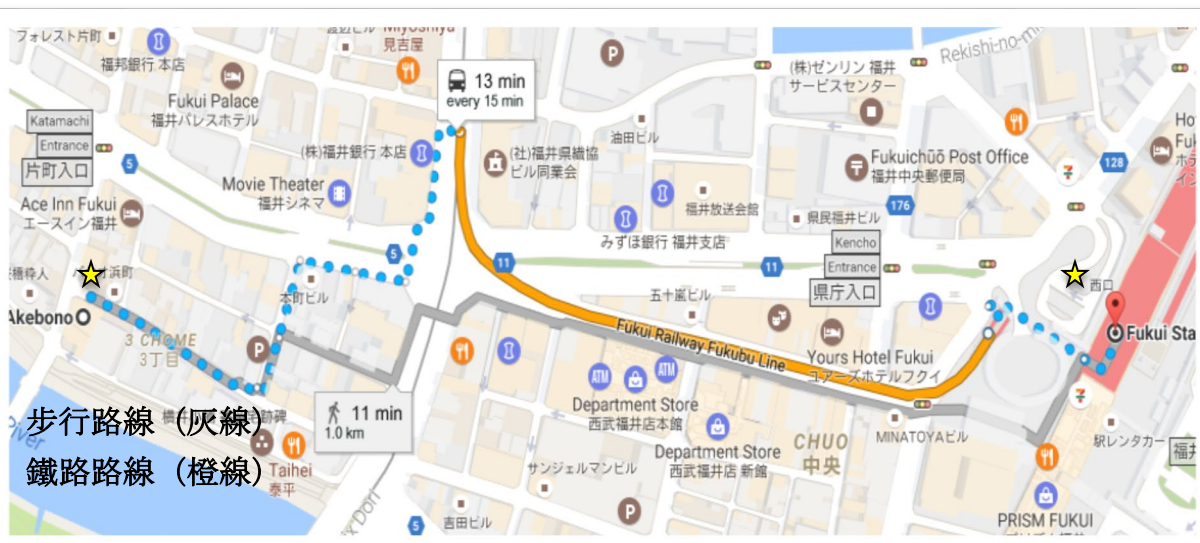 フォレスト片町
福邦銀行 本店
Miyoshiya
見吉屋
Fukui Palace
福井パレスホテル
13 min
every 15 min
(株)ゼンリン 福井
サービスセンター
Rekishi-no-mi
Katamachi
Entrance
片町入口
5
(株)福井銀行 本店
(社)福井県繊協
ビル同業会
油田ビル
Fukuichūō Post Office
福井中央郵便局
128
Movie Theater
福井シネマ
福井放送会館
176
県民福井ビル
Ace Inn Fukui
エースイン福井
みずほ銀行 福井支店
Kencho
Entrance
県庁入口
5
11
11
西口
本町ビル
五十嵐ビル
Akebono
3 CHOME
3丁目
Fukui Railway Fukubu Line
Yours Hotel Fukui
ユアーズホテルフクイ
Fukui Sta
11 min
1.0 km
ATM
ATM
Department Store
西武福井店本館
Department Store
西武福井店 新館
CHUO
中央
MINATOYAビル
駅レンタカー
福井
步行路線（灰線）
鐵路路線（橙線）
River
Taihei
泰平
サンジェルマンビル
吉田ビル
5
PRISM FUKUI